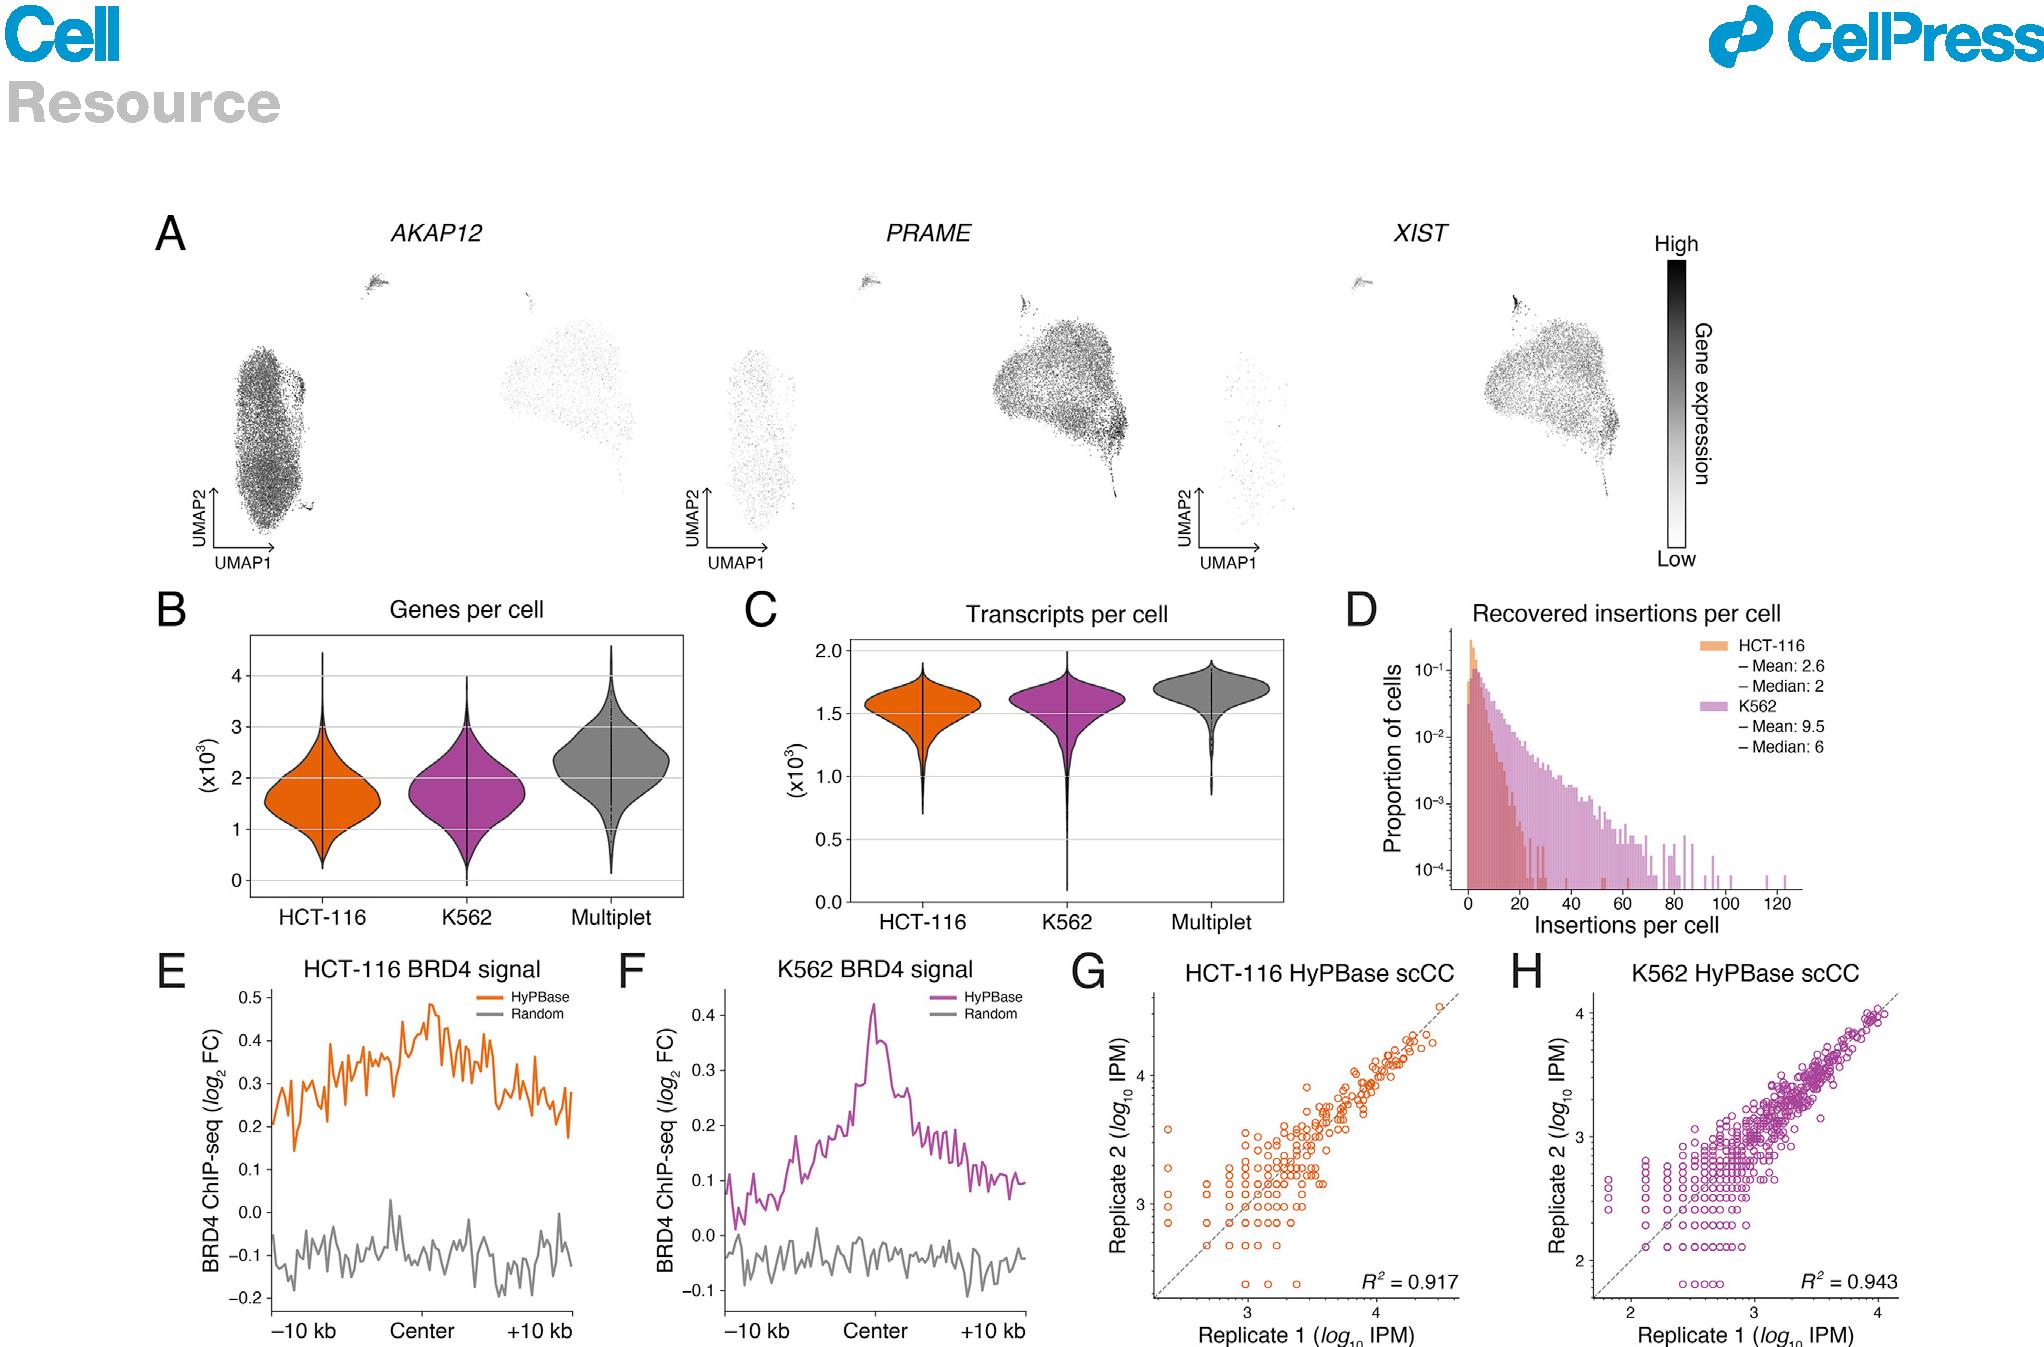 Cell
CellPress
Resource
A
AKAP12
PRAME
XIST
High
Gene expression
Low
UMAP2
UMAP1
UMAP2
UMAP1
UMAP2
UMAP1
B
Genes per cell
(x10³)
4
3
2
1
0
HCT-116
K562
Multiplet
C
Transcripts per cell
(x10³)
2.0
1.5
1.0
0.5
0.0
HCT-116
K562
Multiplet
D
Recovered insertions per cell
HCT-116
– Mean: 2.6
– Median: 2
K562
– Mean: 9.5
– Median: 6
Proportion of cells
10⁻¹
10⁻²
10⁻³
10⁻⁴
0 20 40 60 80 100 120
Insertions per cell
E
HCT-116 BRD4 signal
HyPBase
Random
BRD4 ChIP-seq (log₂ FC)
0.5
0.4
0.3
0.2
0.1
0.0
–0.1
–0.2
–10 kb Center +10 kb
F
K562 BRD4 signal
HyPBase
Random
BRD4 ChIP-seq (log₂ FC)
0.4
0.3
0.2
0.1
0.0
–0.1
–10 kb Center +10 kb
G
HCT-116 HyPBase scCC
Replicate 2 (log₁₀ IPM)
4
3
R² = 0.917
3 4
Replicate 1 (log₁₀ IPM)
H
K562 HyPBase scCC
Replicate 2 (log₁₀ IPM)
4
3
2
R² = 0.943
2 3 4
Replicate 1 (log₁₀ IPM)